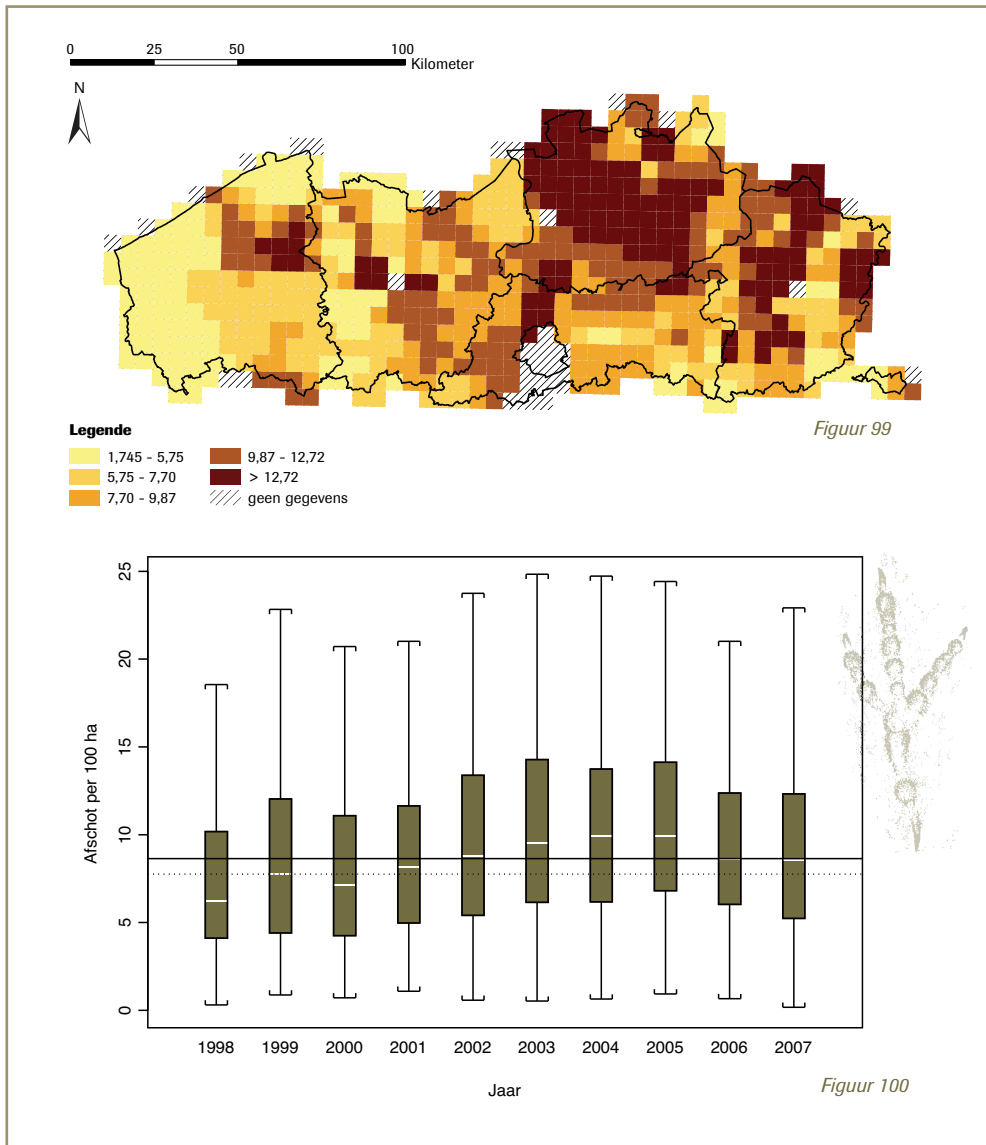 0 25 50 100
Kilometer
N
Figuur 99
Legende
1,745 - 5,75
5,75 - 7,70
7,70 - 9,87
9,87 - 12,72
> 12,72
geen gegevens
25
20
15
10
5
0
Afschot per 100 ha
1998 1999 2000 2001 2002 2003 2004 2005 2006 2007
Jaar
Figuur 100